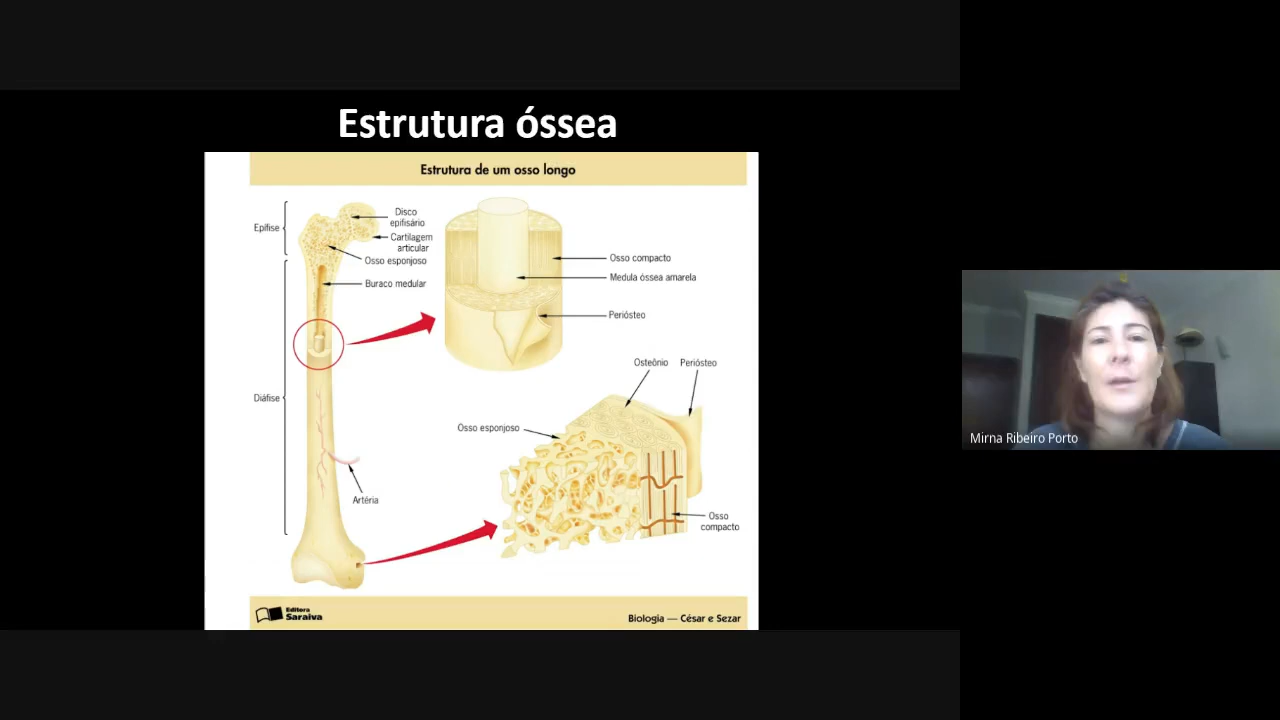 Estrutura óssea
Estrutura de um osso longo
Epífise
Disco
epifisário
Cartilagem
articular
Osso esponjoso
Buraco medular
Diáfise
Artéria
Osso compacto
Medula óssea amarela
Periósteo
Osteônio
Periósteo
Osso esponjoso
Osso
compacto
Editora
Saraiva
Biologia — César e Sezar
Mirna Ribeiro Porto